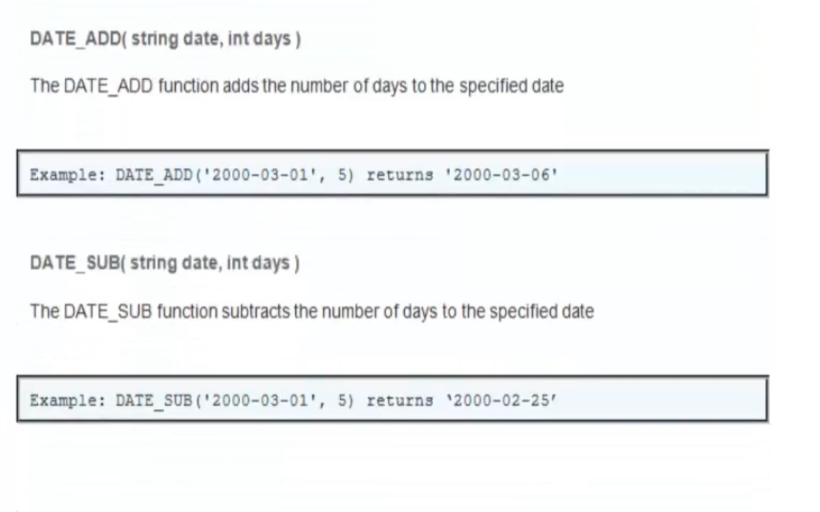 DATE_ADD( string date, int days )
The DATE_ADD function adds the number of days to the specified date
Example: DATE_ADD('2000-03-01', 5) returns '2000-03-06'
DATE_SUB( string date, int days )
The DATE_SUB function subtracts the number of days to the specified date
Example: DATE_SUB('2000-03-01', 5) returns ‘2000-02-25’